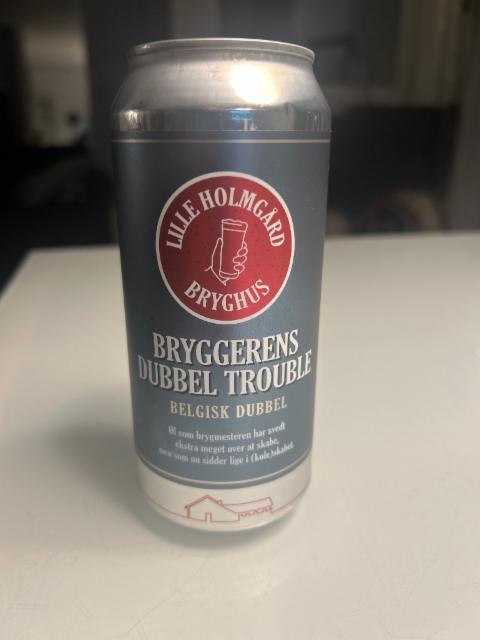 LILLE HOLMGÅRD
BRYGHUS
BRYGGERENS
DUBBEL TROUBLE
BELGISK DUBBEL
Øl som brygmesteren har svedt
ekstra meget over at skabe,
men som nu sidder lige i (køle)skabet.